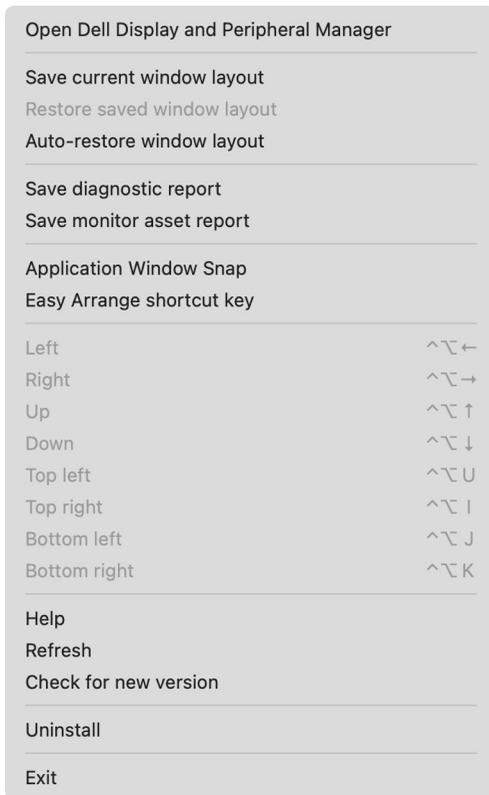 Open Dell Display and Peripheral Manager
Save current window layout
Restore saved window layout
Auto-restore window layout
Save diagnostic report
Save monitor asset report
Application Window Snap
Easy Arrange shortcut key
Left ^⌥←
Right ^⌥→
Up ^⌥↑
Down ^⌥↓
Top left ^⌥U
Top right ^⌥I
Bottom left ^⌥J
Bottom right ^⌥K
Help
Refresh
Check for new version
Uninstall
Exit